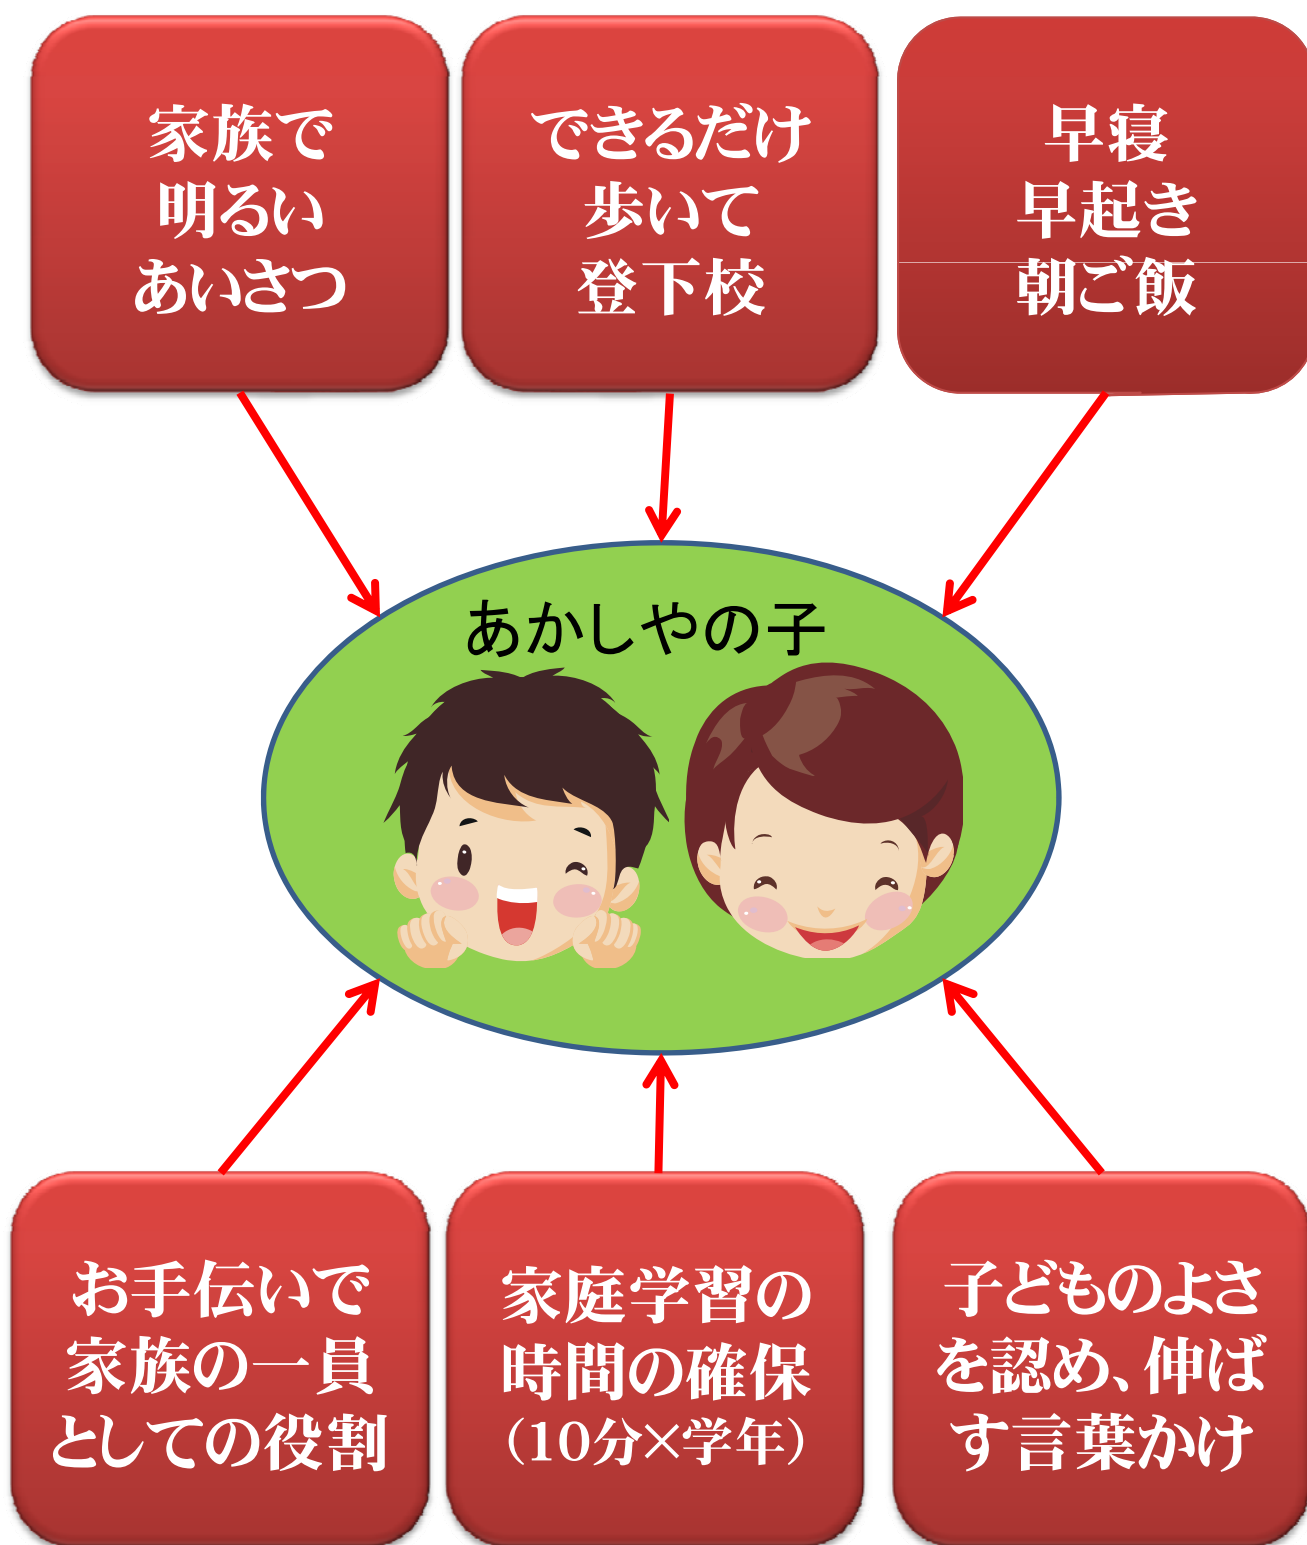 家族で
明るい
あいさつ
できるだけ
歩いて
登下校
早寝
早起き
朝ご飯
あかしやの子
お手伝いで
家族の一員
としての役割
家庭学習の
時間の確保
（10分×学年）
子どものよさ
を認め、伸ば
す言葉かけ